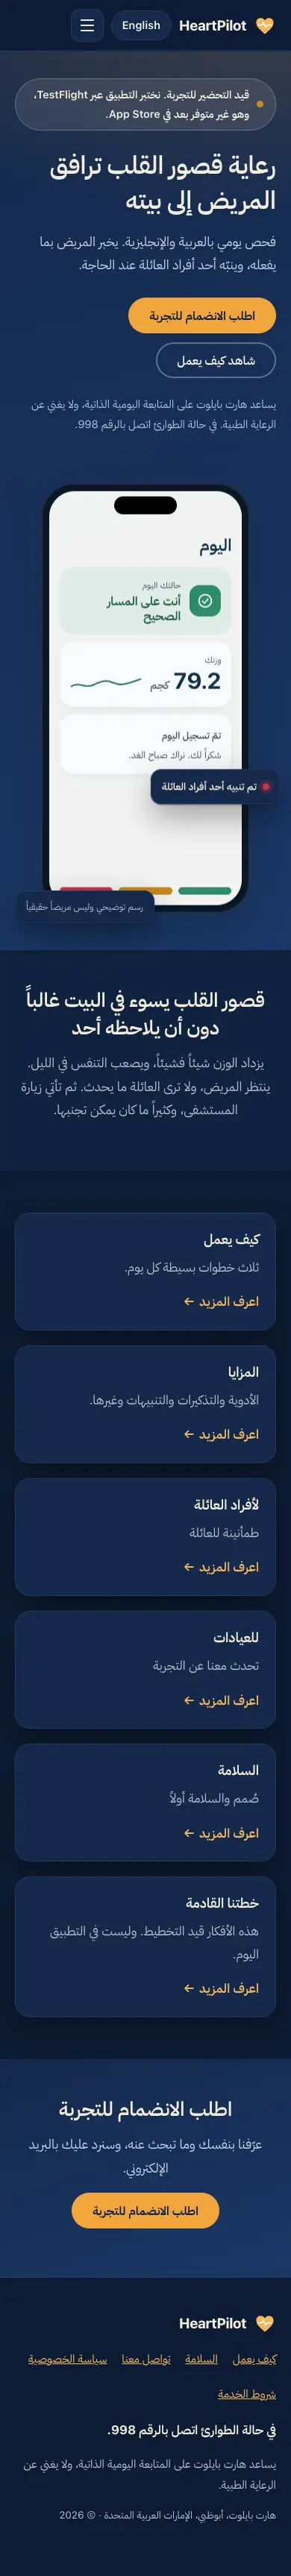 HeartPilot
English
قيد التحضير للتجربة. نختبر التطبيق عبر TestFlight،
وهو غير متوفر بعد في App Store.
رعاية قصور القلب ترافق
المريض إلى بيته
فحص يومي بالعربية والإنجليزية. يخبر المريض بما
يفعله، وينبّه أحد أفراد العائلة عند الحاجة.
اطلب الانضمام للتجربة
شاهد كيف يعمل
يساعد هارت بايلوت على المتابعة اليومية الذاتية، ولا يغني عن
الرعاية الطبية. في حالة الطوارئ اتصل بالرقم 998.
اليوم
حالتك اليوم
أنت على المسار
الصحيح
وزنك
79.2 كجم
تمّ تسجيل اليوم
شكراً لك. نراك صباح الغد.
تم تنبيه أحد أفراد العائلة
رسم توضيحي وليس مريضاً حقيقياً
قصور القلب يسوء في البيت غالباً
دون أن يلاحظه أحد
يزداد الوزن شيئاً فشيئاً، ويصعب التنفس في الليل.
ينتظر المريض، ولا ترى العائلة ما يحدث. ثم تأتي زيارة
المستشفى، وكثيراً ما كان يمكن تجنبها.
كيف يعمل
ثلاث خطوات بسيطة كل يوم.
اعرف المزيد ←
المزايا
الأدوية والتذكيرات والتنبيهات وغيرها.
اعرف المزيد ←
لأفراد العائلة
طمأنينة للعائلة
اعرف المزيد ←
للعيادات
تحدث معنا عن التجربة
اعرف المزيد ←
السلامة
صُمم والسلامة أولاً
اعرف المزيد ←
خطتنا القادمة
هذه الأفكار قيد التخطيط. وليست في التطبيق
اليوم.
اعرف المزيد ←
اطلب الانضمام للتجربة
عرّفنا بنفسك وما تبحث عنه، وسنرد عليك بالبريد
الإلكتروني.
اطلب الانضمام للتجربة
HeartPilot
كيف يعمل السلامة تواصل معنا سياسة الخصوصية
شروط الخدمة
في حالة الطوارئ اتصل بالرقم 998.
يساعد هارت بايلوت على المتابعة اليومية الذاتية، ولا يغني عن
الرعاية الطبية.
هارت بايلوت، أبوظبي، الإمارات العربية المتحدة · © 2026